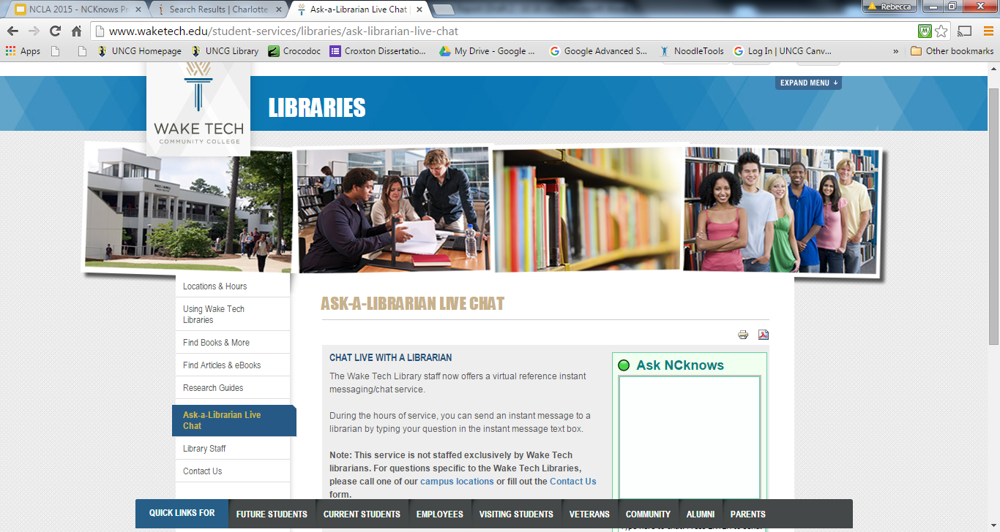 NCLA 2015 - NCKnows Pr
Search Results | Charlotte
Ask-a-Librarian Live Chat |
Rebecca
www.waketech.edu/student-services/libraries/ask-librarian-live-chat
Apps
UNCG Homepage
UNCG Library
Crocodoc
Croxton Dissertatio...
My Drive - Google ...
Google Advanced S...
NoodleTools
Log In | UNCG Canv...
»
Other bookmarks
EXPAND MENU ↓
LIBRARIES
WAKE TECH
COMMUNITY COLLEGE
Locations & Hours
Using Wake Tech
Libraries
Find Books & More
Find Articles & eBooks
Research Guides
Ask-a-Librarian Live
Chat
Library Staff
Contact Us
ASK-A-LIBRARIAN LIVE CHAT
CHAT LIVE WITH A LIBRARIAN
The Wake Tech Library staff now offers a virtual reference instant
messaging/chat service.
During the hours of service, you can send an instant message to a
librarian by typing your question in the instant message text box.
Note: This service is not staffed exclusively by Wake Tech
librarians. For questions specific to the Wake Tech Libraries,
please call one of our campus locations or fill out the Contact Us
form.
Ask NCknows
QUICK LINKS FOR
FUTURE STUDENTS
CURRENT STUDENTS
EMPLOYEES
VISITING STUDENTS
VETERANS
COMMUNITY
ALUMNI
PARENTS